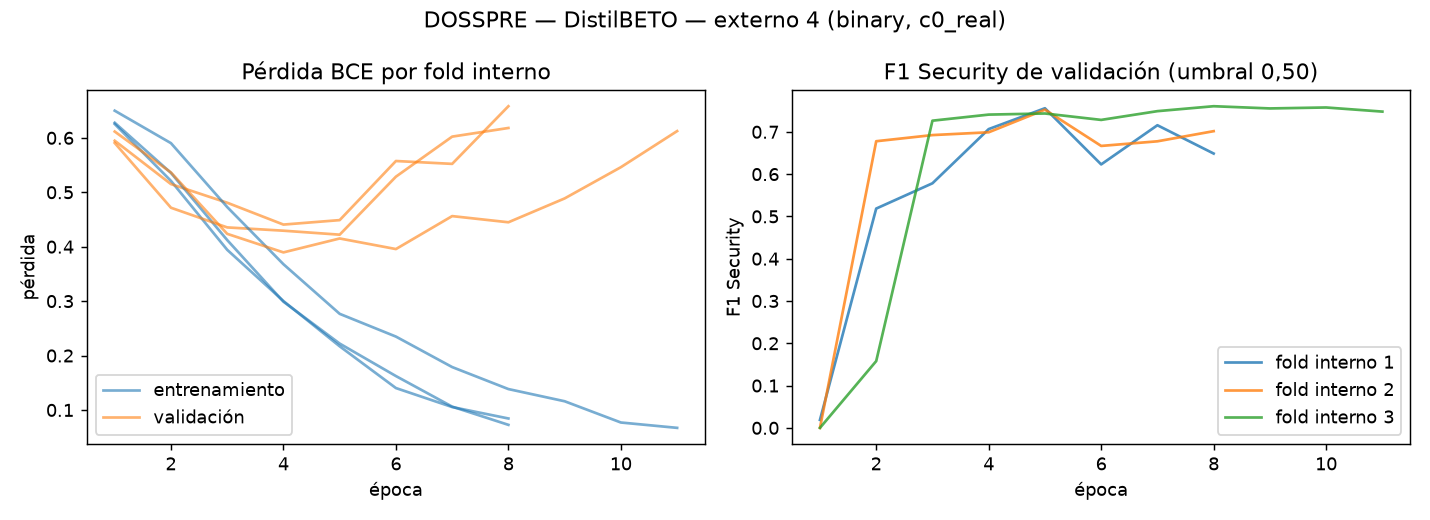 DOSSPRE — DistilBETO — externo 4 (binary, c0_real)
Pérdida BCE por fold interno
pérdida
0.6
0.5
0.4
0.3
0.2
0.1
entrenamiento
validación
2
4
6
8
10
época
F1 Security de validación (umbral 0,50)
F1 Security
0.7
0.6
0.5
0.4
0.3
0.2
0.1
0.0
fold interno 1
fold interno 2
fold interno 3
2
4
6
8
10
época